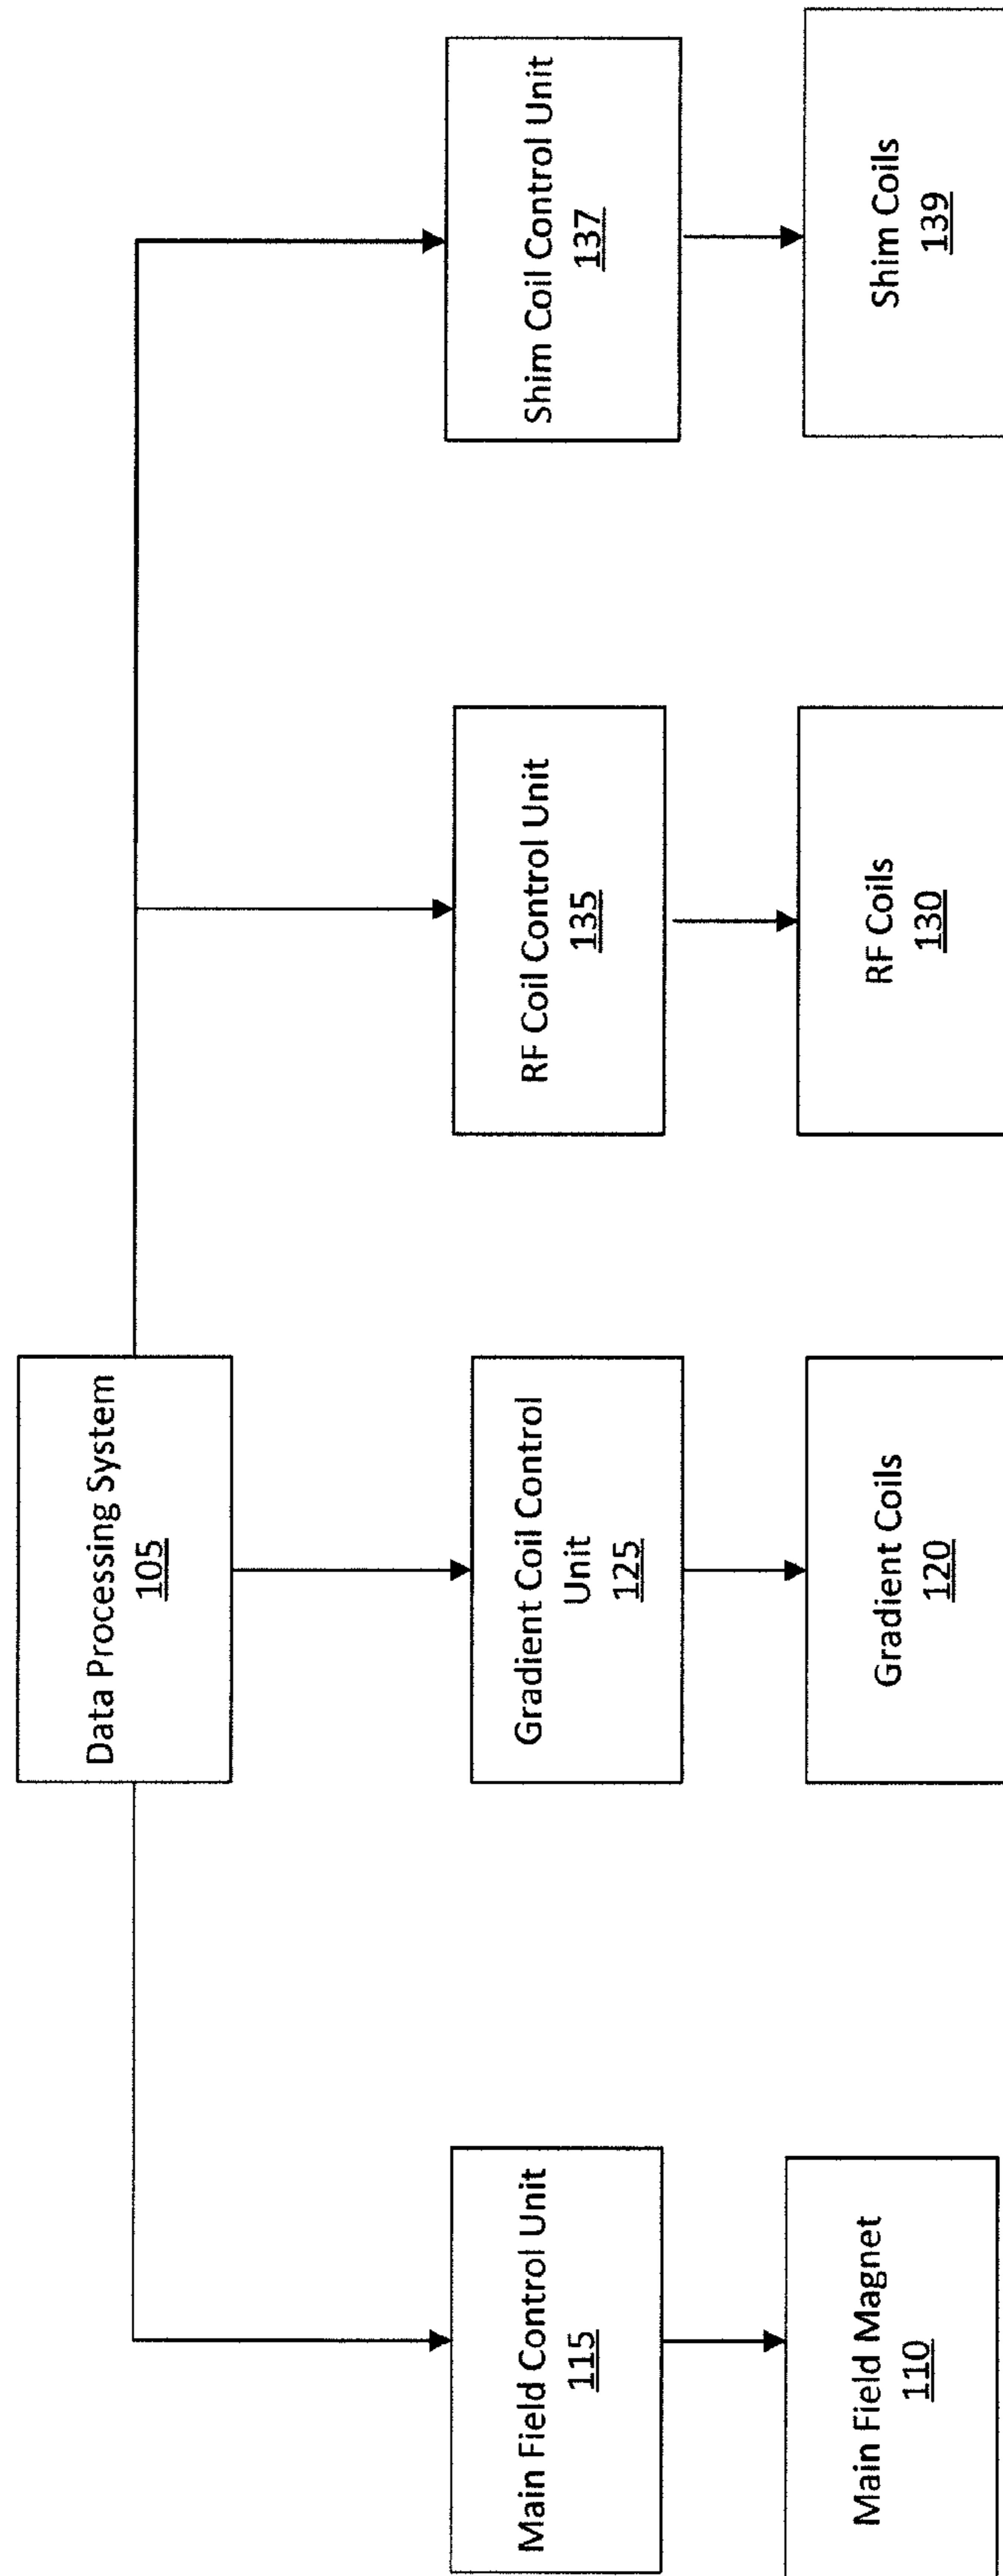 Data Processing System
105
Main Field Control Unit
115
Gradient Coil Control
Unit
125
RF Coil Control Unit
135
Shim Coil Control Unit
137
Main Field Magnet
110
Gradient Coils
120
RF Coils
130
Shim Coils
139